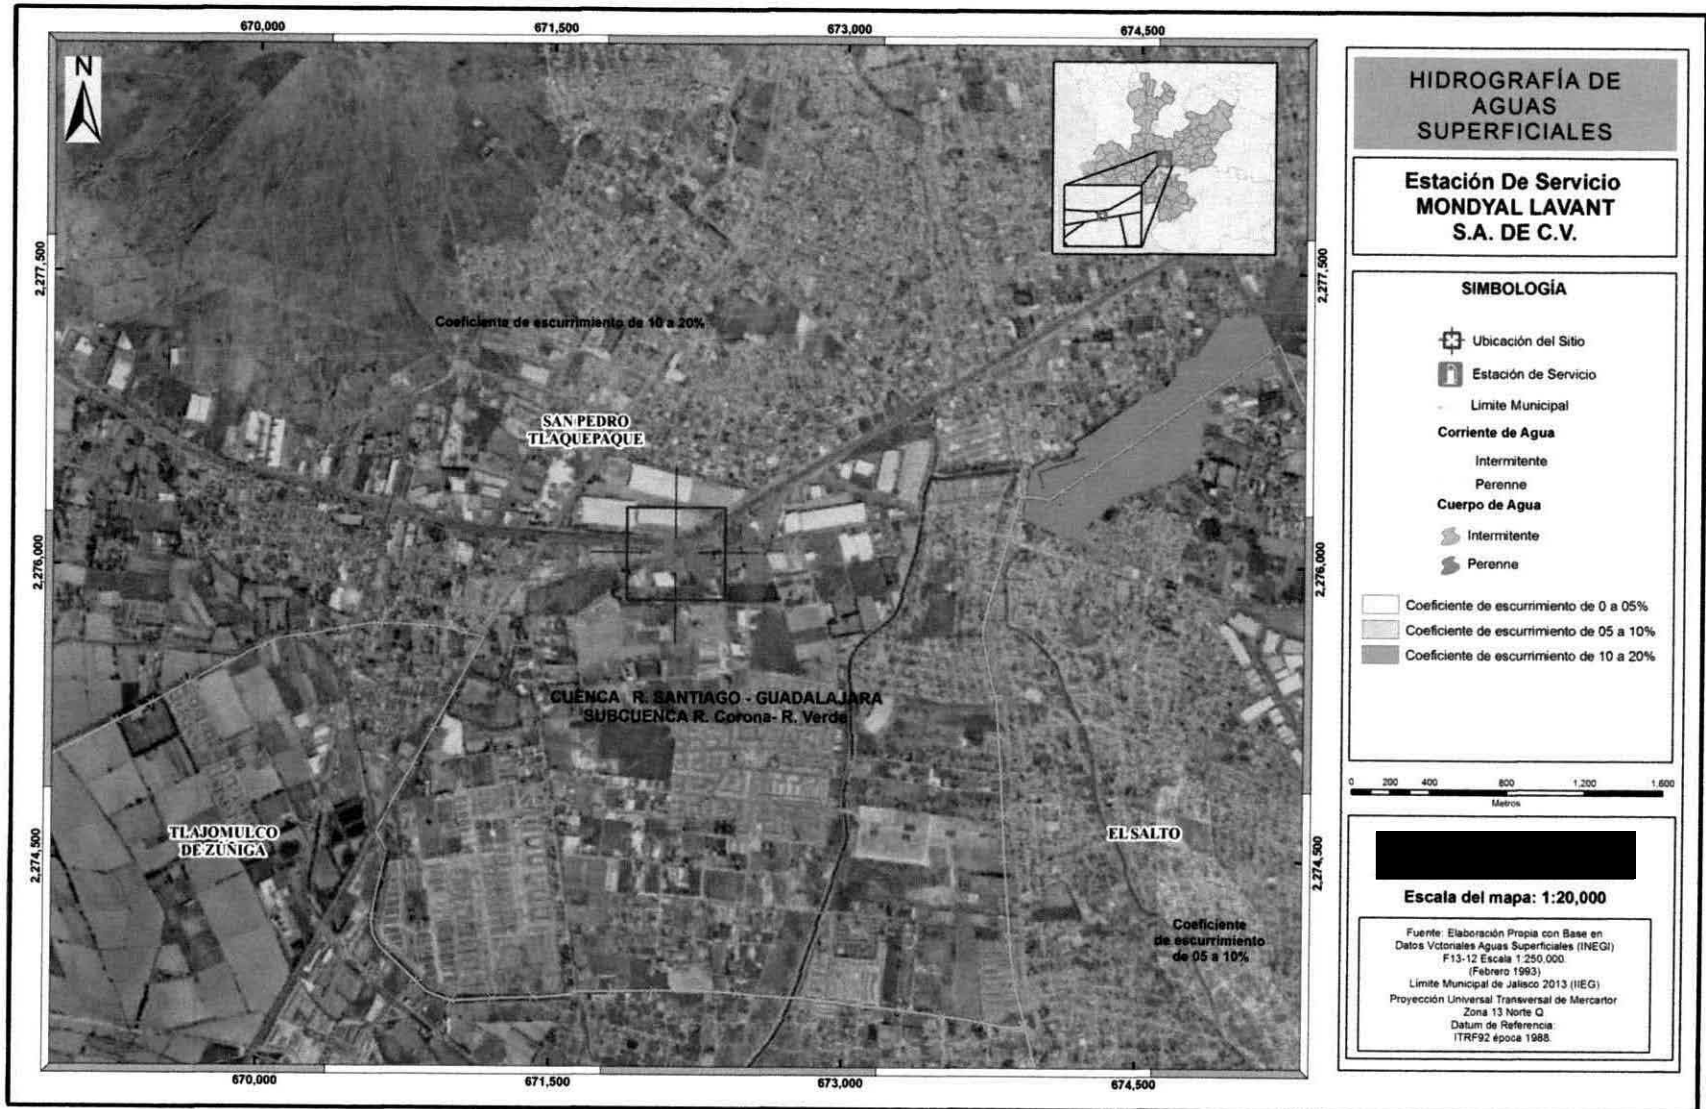 670,000
671,500
673,000
674,500
N
2,277,500
2,277,500
Coeficiente de escurrimiento de 10 a 20%
SAN PEDRO
TLAQUEPAQUE
2,276,000
2,276,000
CUENCA R. SANTIAGO - GUADALAJARA
SUBCUENCA R. Corona- R. Verde
TLAJOMULCO
DE ZÚÑIGA
EL SALTO
2,274,500
2,274,500
Coeficiente
de escurrimiento
de 05 a 10%
670,000
671,500
673,000
674,500
HIDROGRAFÍA DE
AGUAS
SUPERFICIALES
Estación De Servicio
MONDYAL LAVANT
S.A. DE C.V.
SIMBOLOGÍA
Ubicación del Sitio
Estación de Servicio
Limite Municipal
Corriente de Agua
Intermitente
Perenne
Cuerpo de Agua
Intermitente
Perenne
Coeficiente de escurrimiento de 0 a 05%
Coeficiente de escurrimiento de 05 a 10%
Coeficiente de escurrimiento de 10 a 20%
0 200 400 800 1,200 1,600
Metros
Escala del mapa: 1:20,000
Fuente: Elaboración Propia con Base en
Datos Vctoriales Aguas Superficiales (INEGI)
F13-12 Escala 1:250,000.
(Febrero 1993)
Limite Municipal de Jalisco 2013 (IIEG)
Proyección Universal Transversal de Mercartor
Zona 13 Norte Q
Datum de Referencia:
ITRF92 época 1988.